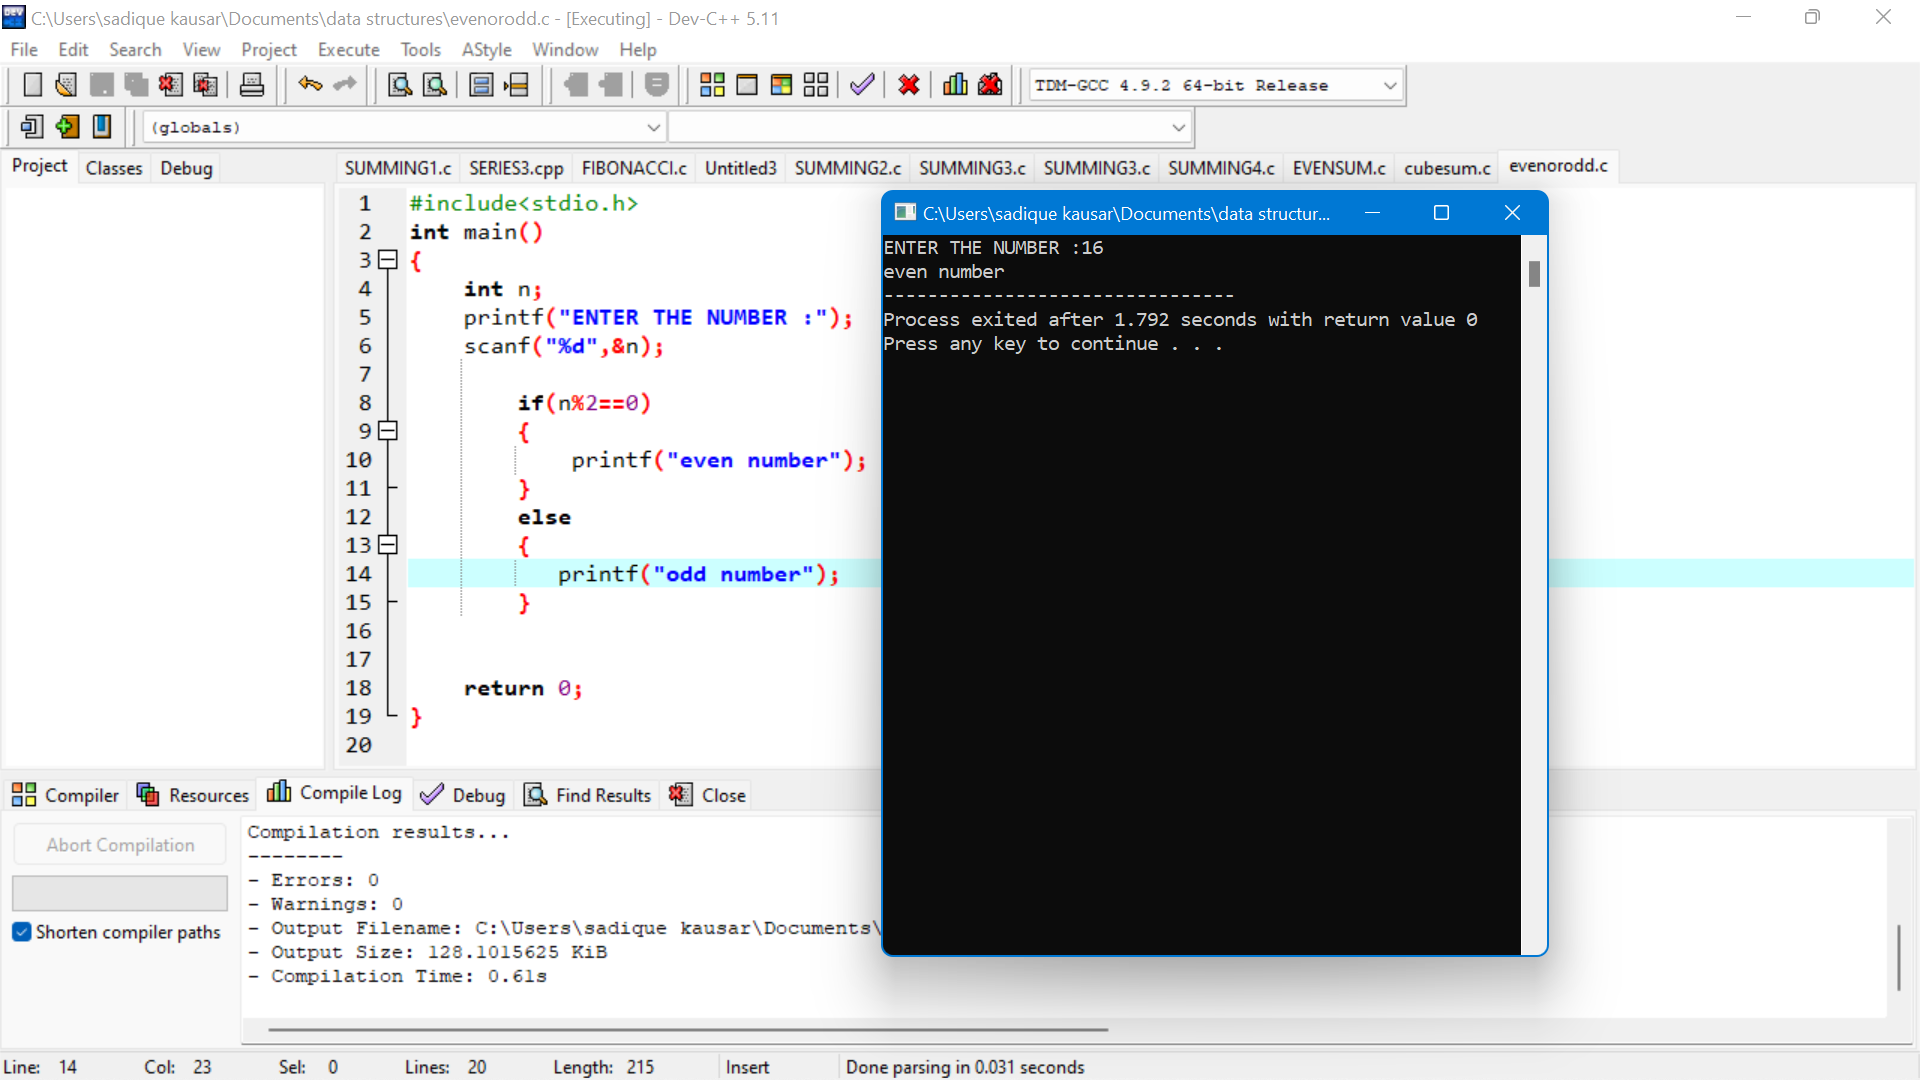 C:\Users\sadique kausar\Documents\data structures\evenorodd.c - [Executing] - Dev-C++ 5.11
File Edit Search View Project Execute Tools AStyle Window Help
TDM-GCC 4.9.2 64-bit Release
(globals)
Project Classes Debug
SUMMING1.c SERIES3.cpp FIBONACCI.c Untitled3 SUMMING2.c SUMMING3.c SUMMING3.c SUMMING4.c EVENSUM.c cubesum.c evenorodd.c
1 #include<stdio.h>
2 int main()
3 {
4 int n;
5 printf("ENTER THE NUMBER :");
6 scanf("%d",&n);
7
8 if(n%2==0)
9 {
10 printf("even number");
11 }
12 else
13 {
14 printf("odd number");
15 }
16
17
18 return 0;
19 }
20
C:\Users\sadique kausar\Documents\data structur...
ENTER THE NUMBER :16
even number
--------------------------------
Process exited after 1.792 seconds with return value 0
Press any key to continue . . .
Compiler Resources Compile Log Debug Find Results Close
Abort Compilation
Shorten compiler paths
Compilation results...
--------
- Errors: 0
- Warnings: 0
- Output Filename: C:\Users\sadique kausar\Documents\
- Output Size: 128.1015625 KiB
- Compilation Time: 0.61s
Line: 14 Col: 23 Sel: 0 Lines: 20 Length: 215 Insert Done parsing in 0.031 seconds